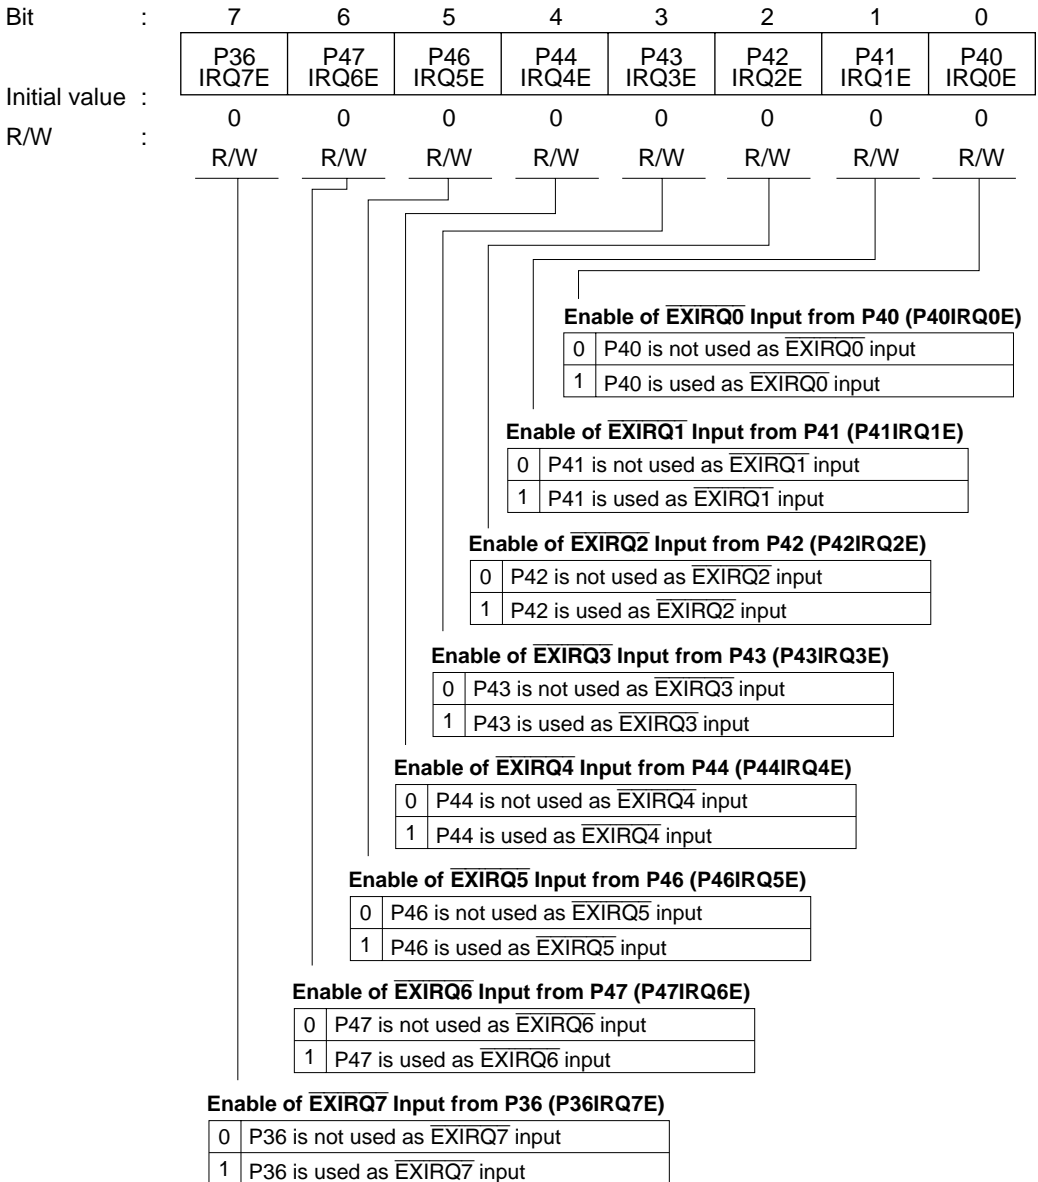 Bit : 7 6 5 4 3 2 1 0
P36 P47 P46 P44 P43 P42 P41 P40
IRQ7E IRQ6E IRQ5E IRQ4E IRQ3E IRQ2E IRQ1E IRQ0E
Initial value : 0 0 0 0 0 0 0 0
R/W : R/W R/W R/W R/W R/W R/W R/W R/W
Enable of EXIRQ0 Input from P40 (P40IRQ0E)
0 P40 is not used as EXIRQ0 input
1 P40 is used as EXIRQ0 input
Enable of EXIRQ1 Input from P41 (P41IRQ1E)
0 P41 is not used as EXIRQ1 input
1 P41 is used as EXIRQ1 input
Enable of EXIRQ2 Input from P42 (P42IRQ2E)
0 P42 is not used as EXIRQ2 input
1 P42 is used as EXIRQ2 input
Enable of EXIRQ3 Input from P43 (P43IRQ3E)
0 P43 is not used as EXIRQ3 input
1 P43 is used as EXIRQ3 input
Enable of EXIRQ4 Input from P44 (P44IRQ4E)
0 P44 is not used as EXIRQ4 input
1 P44 is used as EXIRQ4 input
Enable of EXIRQ5 Input from P46 (P46IRQ5E)
0 P46 is not used as EXIRQ5 input
1 P46 is used as EXIRQ5 input
Enable of EXIRQ6 Input from P47 (P47IRQ6E)
0 P47 is not used as EXIRQ6 input
1 P47 is used as EXIRQ6 input
Enable of EXIRQ7 Input from P36 (P36IRQ7E)
0 P36 is not used as EXIRQ7 input
1 P36 is used as EXIRQ7 input